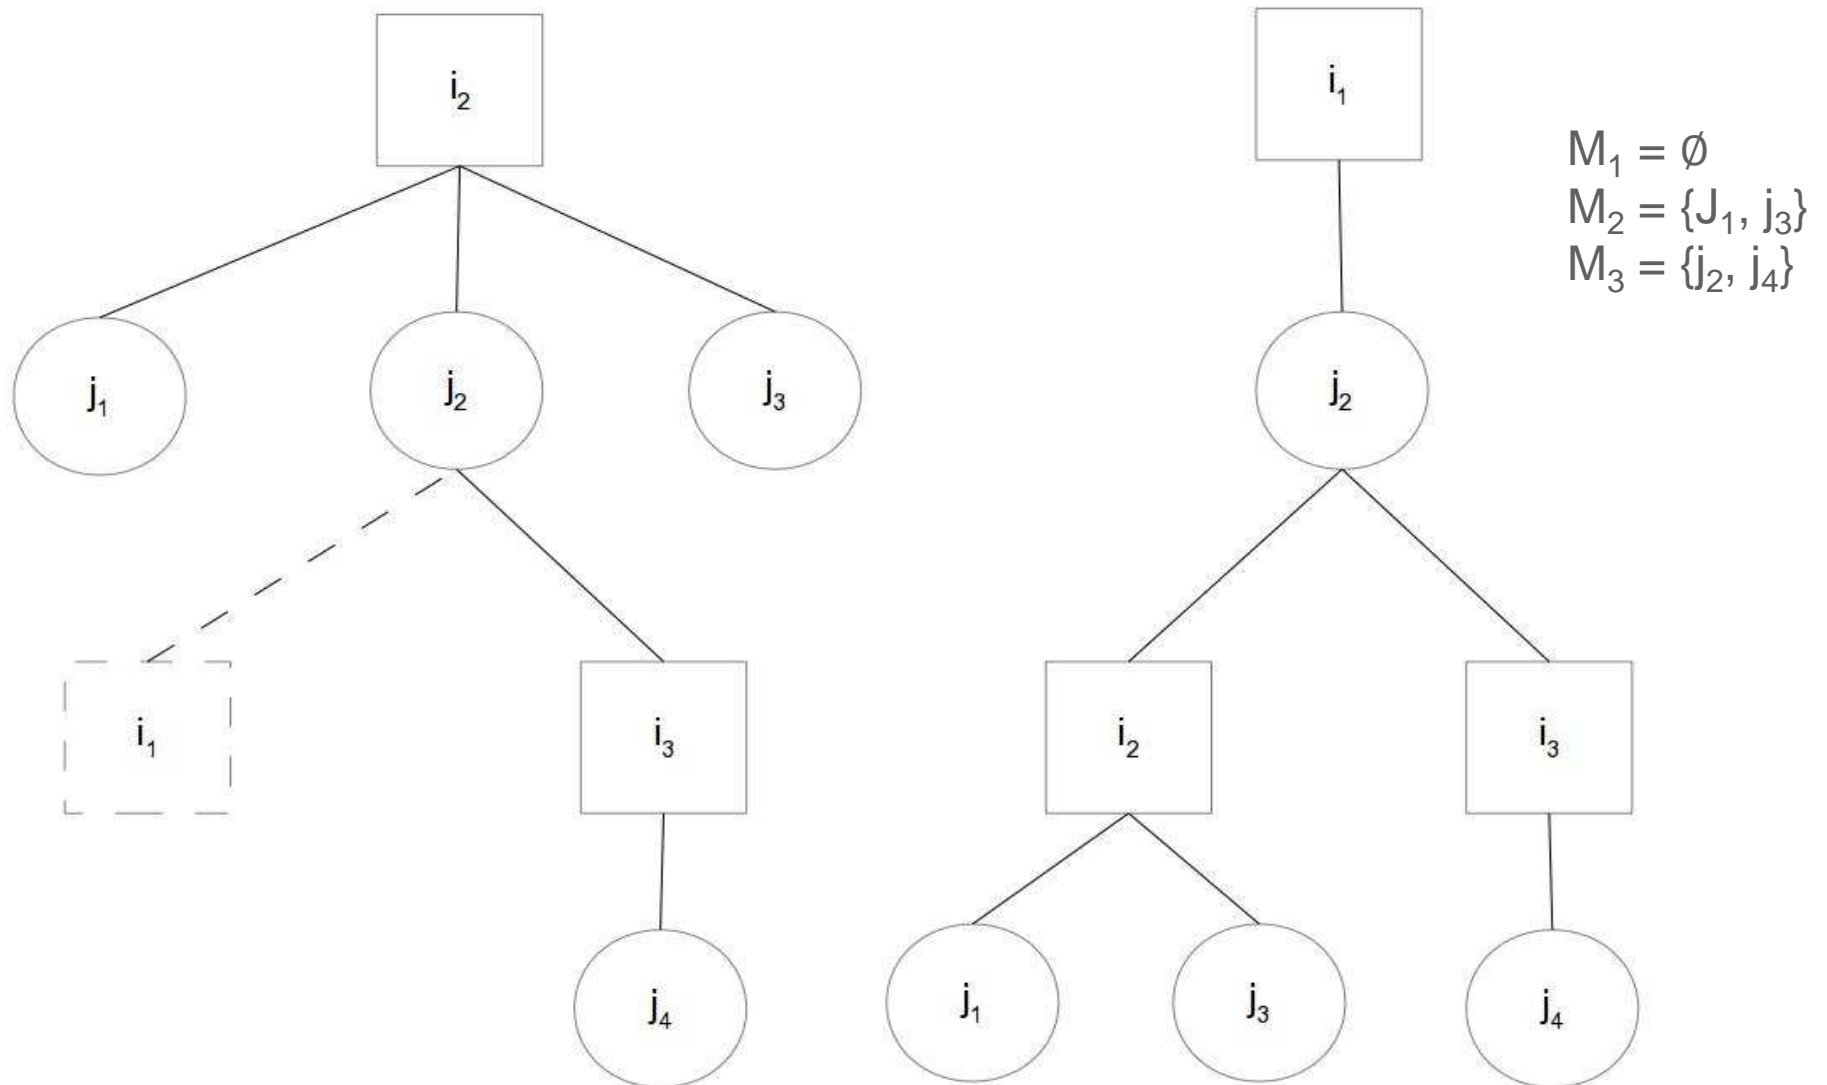 i₂
i₁
M₁ = ∅
M₂ = {J₁, j₃}
M₃ = {j₂, j₄}
j₁
j₂
j₃
j₂
i₁
i₃
i₂
i₃
j₄
j₁
j₃
j₄